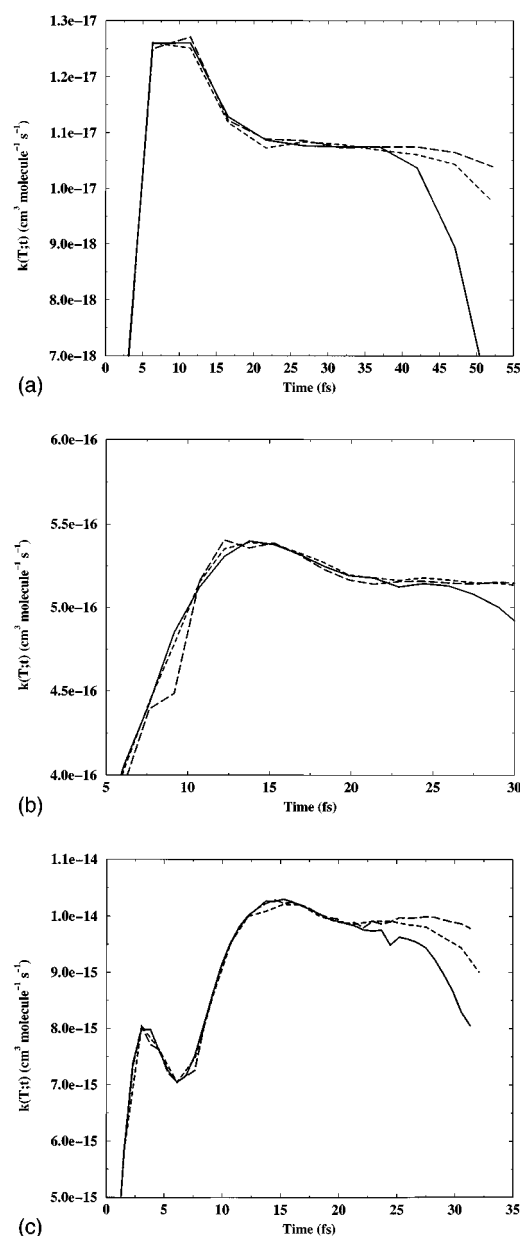 1.3e−17
1.2e−17
1.1e−17
1.0e−17
9.0e−18
8.0e−18
7.0e−18
k(T;t) (cm³ molecule⁻¹ s⁻¹)
0 5 10 15 20 25 30 35 40 45 50 55
Time (fs)
(a)
6.0e−16
5.5e−16
5.0e−16
4.5e−16
4.0e−16
k(T;t) (cm³ molecule⁻¹ s⁻¹)
5 10 15 20 25 30
Time (fs)
(b)
1.1e−14
1.0e−14
9.0e−15
8.0e−15
7.0e−15
6.0e−15
5.0e−15
k(T;t) (cm³ molecule⁻¹ s⁻¹)
0 5 10 15 20 25 30 35
Time (fs)
(c)